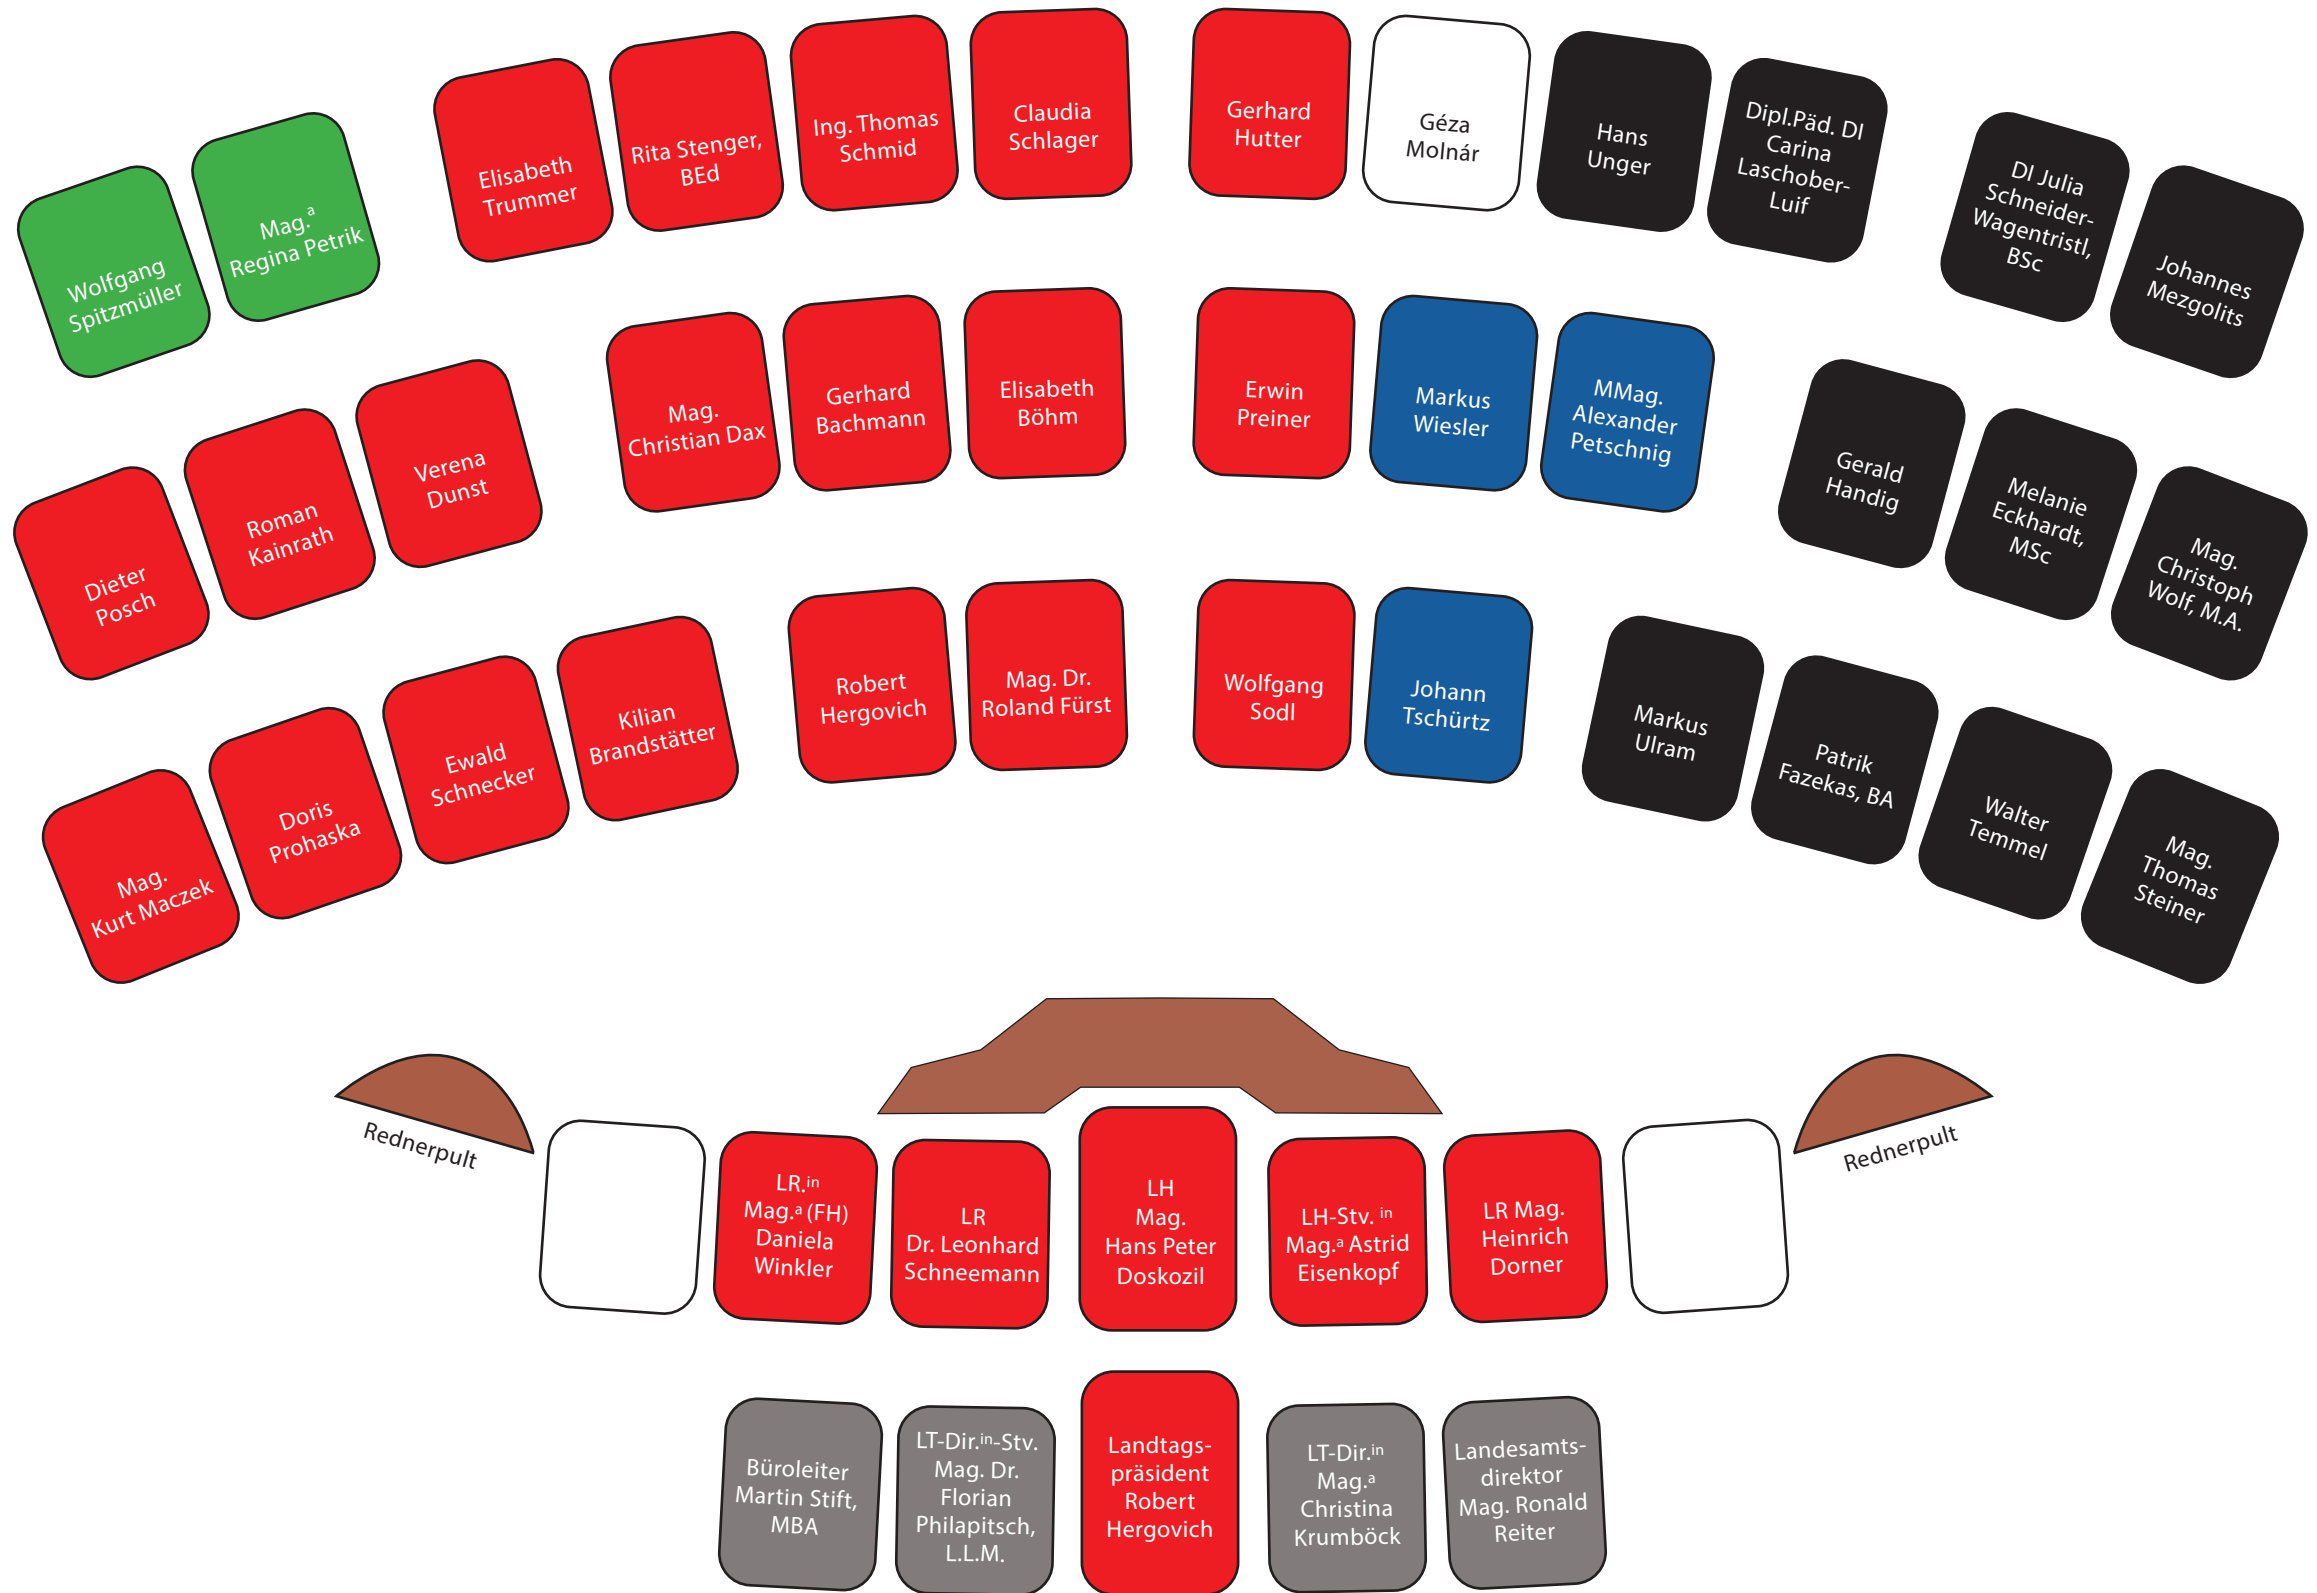 Wolfgang
Spitzmüller
Mag.ª
Regina Petrik
Elisabeth
Trummer
Rita Stenger,
BEd
Ing. Thomas
Schmid
Claudia
Schlager
Gerhard
Hutter
Géza
Molnár
Hans
Unger
Dipl.Päd. DI
Carina
Laschober-
Luif
DI Julia
Schneider-
Wagentristl,
BSc
Johannes
Mezgolits
Dieter
Posch
Roman
Kainrath
Verena
Dunst
Mag.
Christian Dax
Gerhard
Bachmann
Elisabeth
Böhm
Erwin
Preiner
Markus
Wiesler
MMag.
Alexander
Petschnig
Gerald
Handig
Melanie
Eckhardt,
MSc
Mag.
Christoph
Wolf, M.A.
Mag.
Kurt Maczek
Doris
Prohaska
Ewald
Schnecker
Kilian
Brandstätter
Robert
Hergovich
Mag. Dr.
Roland Fürst
Wolfgang
Sodl
Johann
Tschürtz
Markus
Ulram
Patrik
Fazekas, BA
Walter
Temmel
Mag.
Thomas
Steiner
Rednerpult
Rednerpult
LR.ⁱⁿ
Mag.ª (FH)
Daniela
Winkler
LR
Dr. Leonhard
Schneemann
LH
Mag.
Hans Peter
Doskozil
LH-Stv. ⁱⁿ
Mag.ª Astrid
Eisenkopf
LR Mag.
Heinrich
Dorner
Büroleiter
Martin Stift,
MBA
LT-Dir.ⁱⁿ-Stv.
Mag. Dr.
Florian
Philapitsch,
L.L.M.
Landtags-
präsident
Robert
Hergovich
LT-Dir.ⁱⁿ
Mag.ª
Christina
Krumböck
Landesamts-
direktor
Mag. Ronald
Reiter